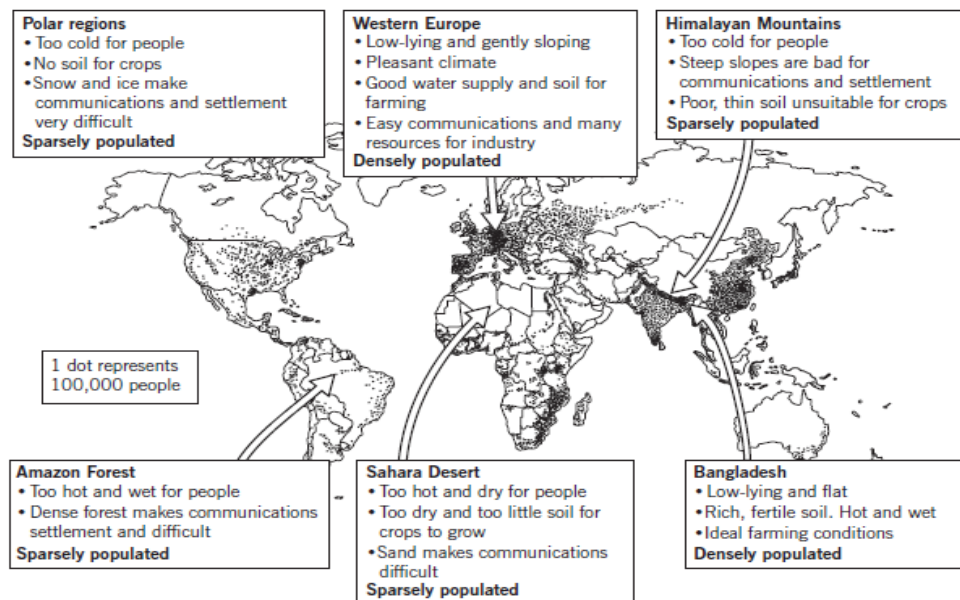 Polar regions
• Too cold for people
• No soil for crops
• Snow and ice make
communications and settlement
very difficult
Sparsely populated
Western Europe
• Low-lying and gently sloping
• Pleasant climate
• Good water supply and soil for
farming
• Easy communications and many
resources for industry
Densely populated
Himalayan Mountains
• Too cold for people
• Steep slopes are bad for
communications and settlement
• Poor, thin soil unsuitable for crops
Sparsely populated
1 dot represents
100,000 people
Amazon Forest
• Too hot and wet for people
• Dense forest makes communications
settlement and difficult
Sparsely populated
Sahara Desert
• Too hot and dry for people
• Too dry and too little soil for
crops to grow
• Sand makes communications
difficult
Sparsely populated
Bangladesh
• Low-lying and flat
• Rich, fertile soil. Hot and wet
• Ideal farming conditions
Densely populated